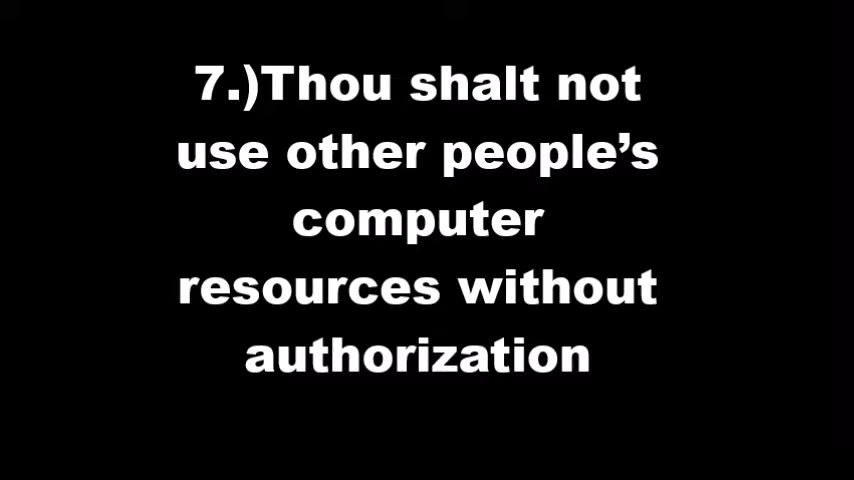 7.)Thou shalt not
use other people’s
computer
resources without
authorization